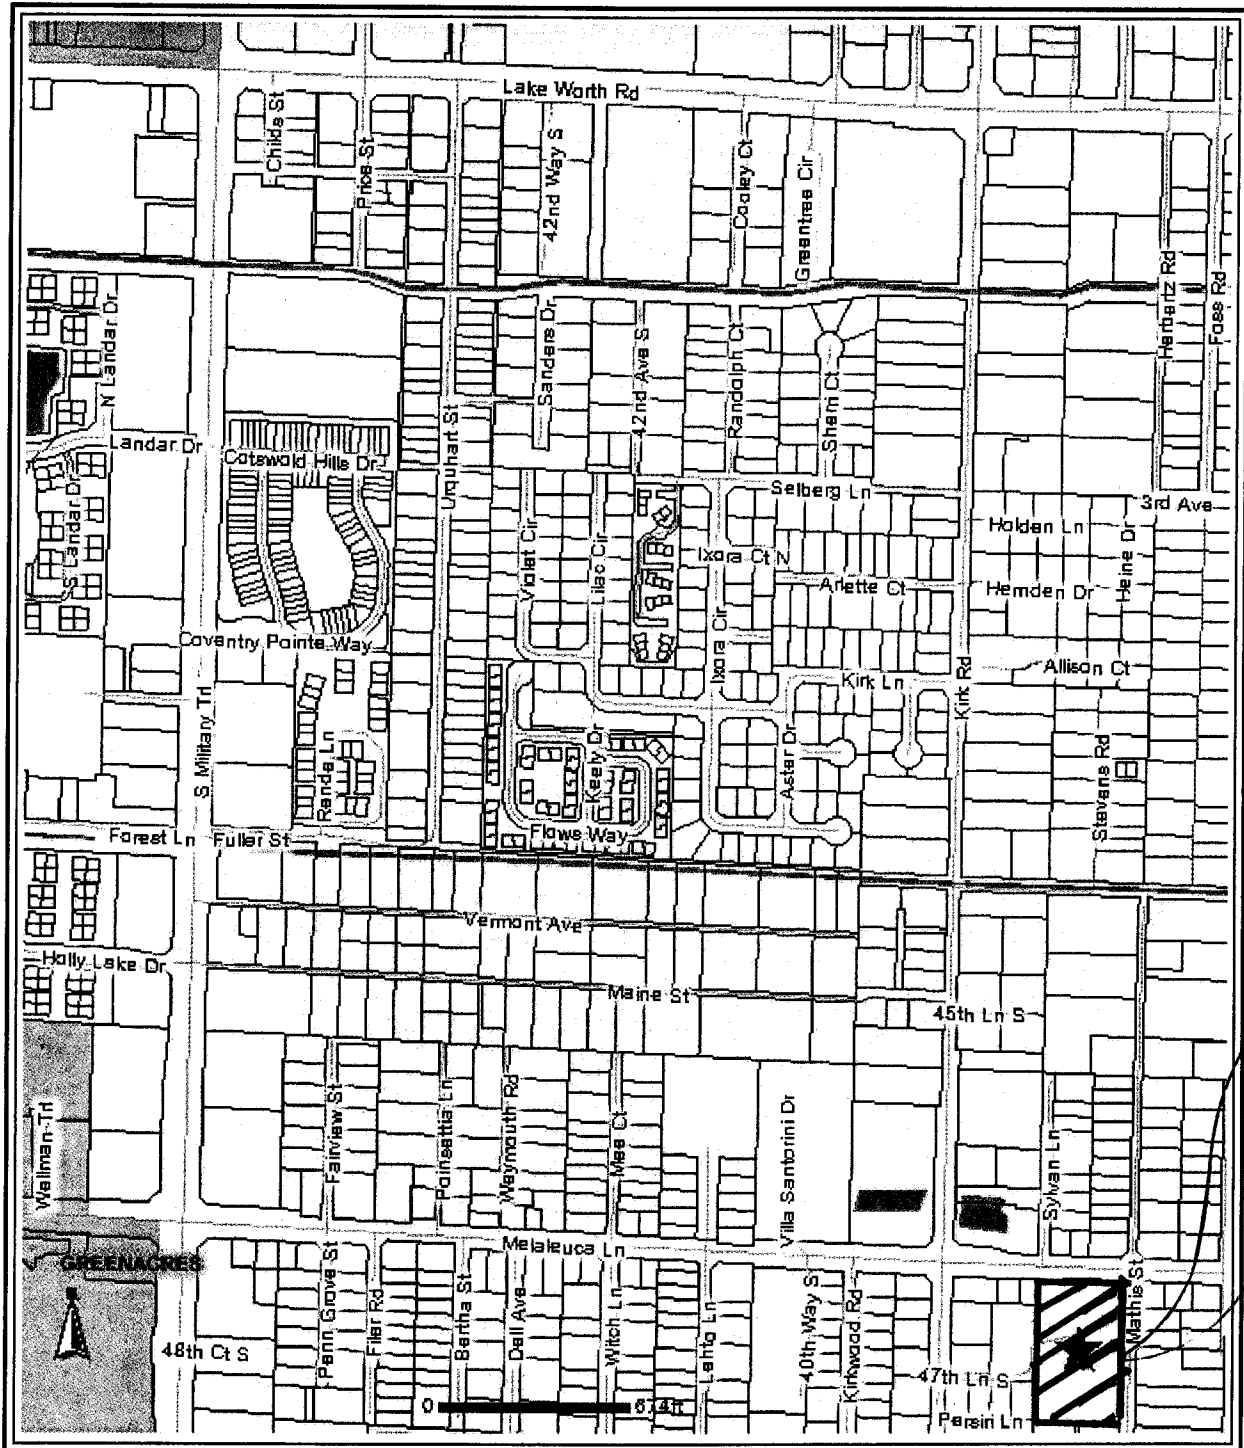 Lake Worth Rd
Childs St
Price St
42nd Way S
Cooley Ct
Greentree Cir
Herbertz Rd
Foss Rd
N Landar Dr
Sanders Dr
42nd Ave S
Randolph Ct
Sham Ct
Landar Dr
Cotswold Hills Dr
Urquhart St
S Landar Dr
Selberg Ln
3rd Ave
Violet Cir
Lilac Cir
Holden Ln
Ixora Ct N
Heine Dr
Arlette Ct
Hemden Dr
Coventry Pointe Way
Ixora Cir
Allison Ct
Kirk Ln
Kirk Rd
S Military Trl
Renda Ln
Keely Dr
Aster Dr
Stevens Rd
Forest Ln
Fuller St
Flaws Way
Vermont Ave
Holly Lake Dr
Maine St
45th Ln S
Wellman Trl
Fairview St
Poinsettia Ln
Waymouth Rd
Mae Ct
Villa Santorini Dr
Sylvan Ln
Melaleuca Ln
GREENACRES
Penn Grove St
Filer Rd
Bertha St
Dell Ave
Witch Ln
Lehto Ln
40th Way S
Kirkwood Rd
Mathis St
48th Ct S
47th Ln S
0 674ft
Persin Ln